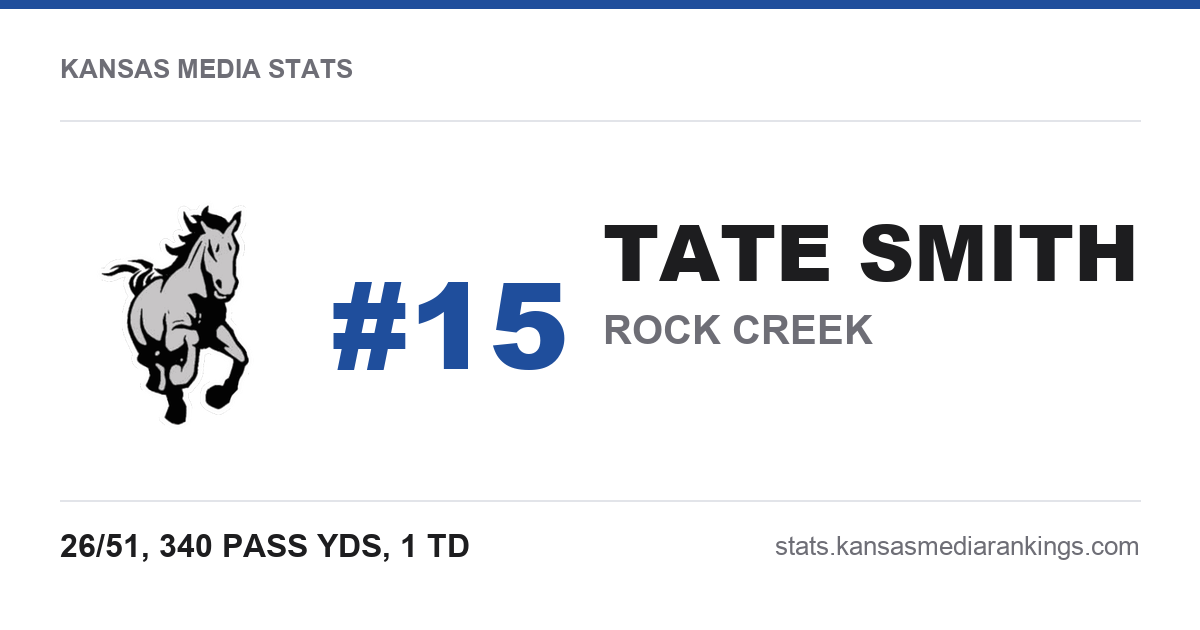 KANSAS MEDIA STATS
#15
TATE SMITH
ROCK CREEK
26/51, 340 PASS YDS, 1 TD
stats.kansasmediarankings.com